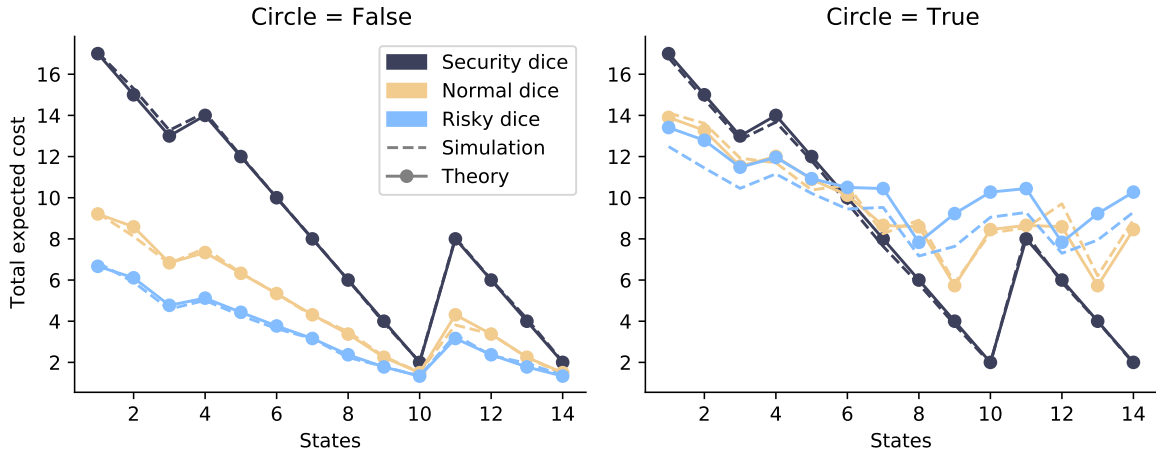 Circle = False
Circle = True
Total expected cost
16
14
12
10
8
6
4
2
Security dice
Normal dice
Risky dice
Simulation
Theory
2 4 6 8 10 12 14
States
16
14
12
10
8
6
4
2
2 4 6 8 10 12 14
States